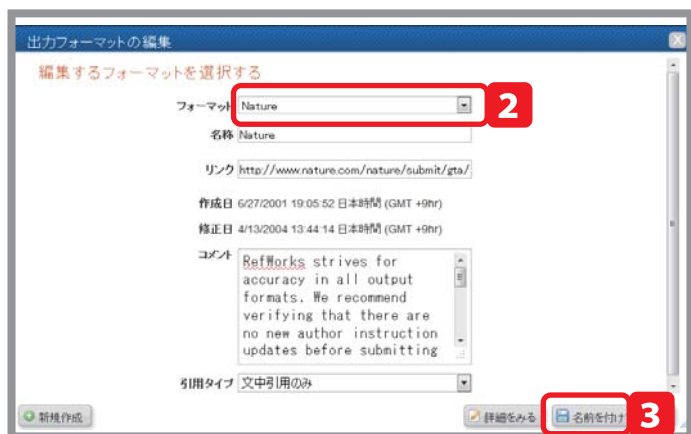 出力フォーマットの編集
編集するフォーマットを選択する
フォーマット Nature
2
名称 Nature
リンク http://www.nature.com/nature/submit/gta/
作成日 6/27/2001 19:05:52 日本時間 (GMT +9hr)
修正日 4/13/2004 13:44:14 日本時間 (GMT +9hr)
コメント RefWorks strives for
accuracy in all output
formats. We recommend
verifying that there are
no new author instruction
updates before submitting
引用タイプ 文中引用のみ
新規作成 詳細をみる 名前を付け 3